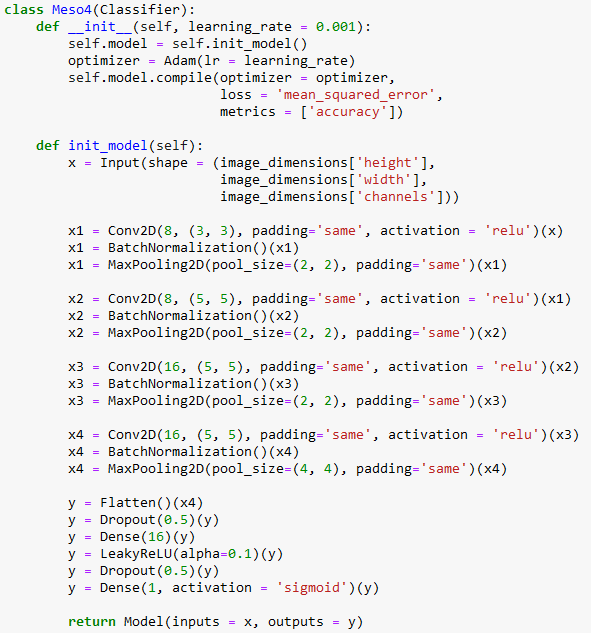 class Meso4(Classifier):
    def __init__(self, learning_rate = 0.001):
        self.model = self.init_model()
        optimizer = Adam(lr = learning_rate)
        self.model.compile(optimizer = optimizer,
                           loss = 'mean_squared_error',
                           metrics = ['accuracy'])

    def init_model(self):
        x = Input(shape = (image_dimensions['height'],
                           image_dimensions['width'],
                           image_dimensions['channels']))

        x1 = Conv2D(8, (3, 3), padding='same', activation = 'relu')(x)
        x1 = BatchNormalization()(x1)
        x1 = MaxPooling2D(pool_size=(2, 2), padding='same')(x1)

        x2 = Conv2D(8, (5, 5), padding='same', activation = 'relu')(x1)
        x2 = BatchNormalization()(x2)
        x2 = MaxPooling2D(pool_size=(2, 2), padding='same')(x2)

        x3 = Conv2D(16, (5, 5), padding='same', activation = 'relu')(x2)
        x3 = BatchNormalization()(x3)
        x3 = MaxPooling2D(pool_size=(2, 2), padding='same')(x3)

        x4 = Conv2D(16, (5, 5), padding='same', activation = 'relu')(x3)
        x4 = BatchNormalization()(x4)
        x4 = MaxPooling2D(pool_size=(4, 4), padding='same')(x4)

        y = Flatten()(x4)
        y = Dropout(0.5)(y)
        y = Dense(16)(y)
        y = LeakyReLU(alpha=0.1)(y)
        y = Dropout(0.5)(y)
        y = Dense(1, activation = 'sigmoid')(y)

        return Model(inputs = x, outputs = y)